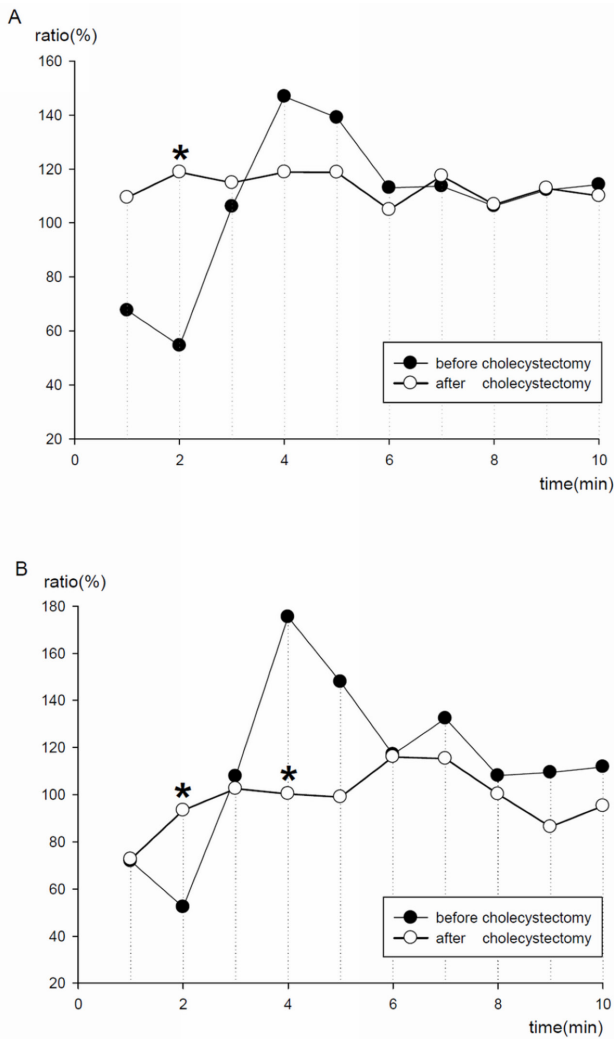 A
ratio(%)
160
140
120
100
80
60
40
20
*
before cholecystectomy
after cholecystectomy
0 2 4 6 8 10
time(min)
B
ratio(%)
180
160
140
120
100
80
60
40
20
* *
before cholecystectomy
after cholecystectomy
0 2 4 6 8 10
time(min)